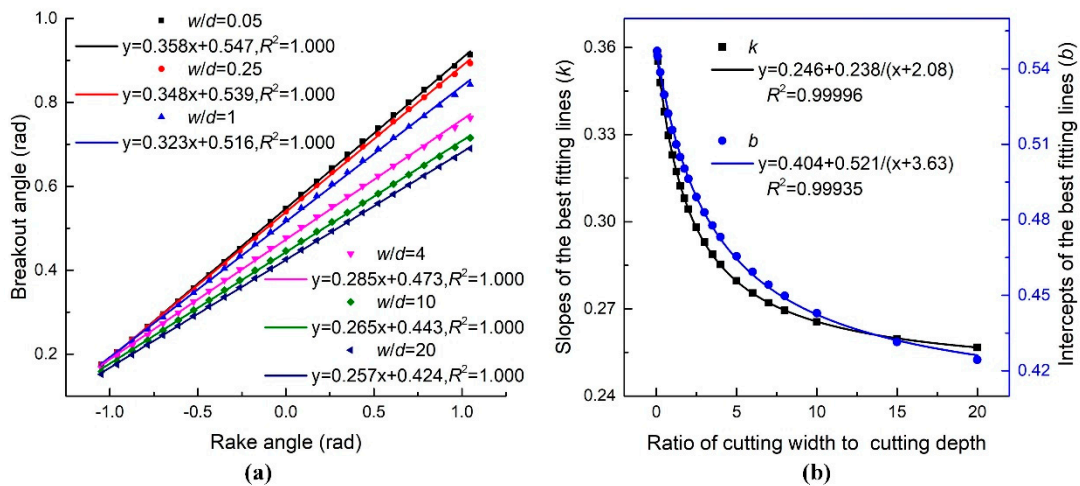 w/d=0.05
y=0.358x+0.547,R²=1.000
w/d=0.25
y=0.348x+0.539,R²=1.000
w/d=1
y=0.323x+0.516,R²=1.000
w/d=4
y=0.285x+0.473,R²=1.000
w/d=10
y=0.265x+0.443,R²=1.000
w/d=20
y=0.257x+0.424,R²=1.000
1.0
0.8
0.6
0.4
0.2
Breakout angle (rad)
-1.0 -0.5 0.0 0.5 1.0
Rake angle (rad)
(a)
k
y=0.246+0.238/(x+2.08)
R²=0.99996
b
y=0.404+0.521/(x+3.63)
R²=0.99935
0.36
0.33
0.30
0.27
0.24
Slopes of the best fitting lines (k)
0.54
0.51
0.48
0.45
0.42
Intercepts of the best fitting lines (b)
0 5 10 15 20
Ratio of cutting width to cutting depth
(b)